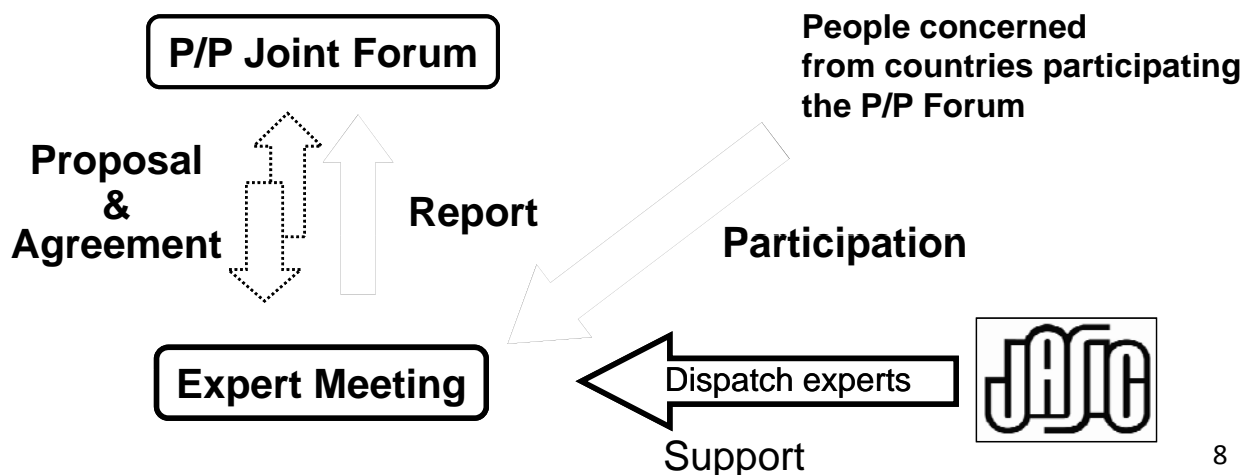 P/P Joint Forum
People concerned
from countries participating
the P/P Forum
Proposal
&
Agreement
Report
Participation
Expert Meeting
Dispatch experts
JASIC
Support
8